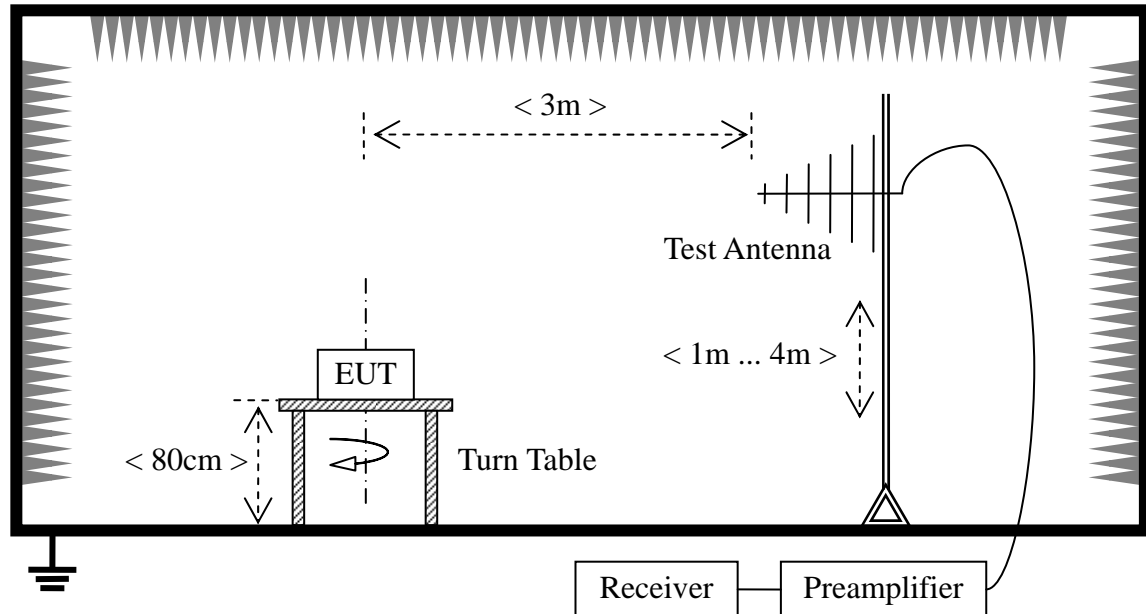 < 3m >
Test Antenna
< 1m ... 4m >
EUT
< 80cm >
Turn Table
Receiver
Preamplifier